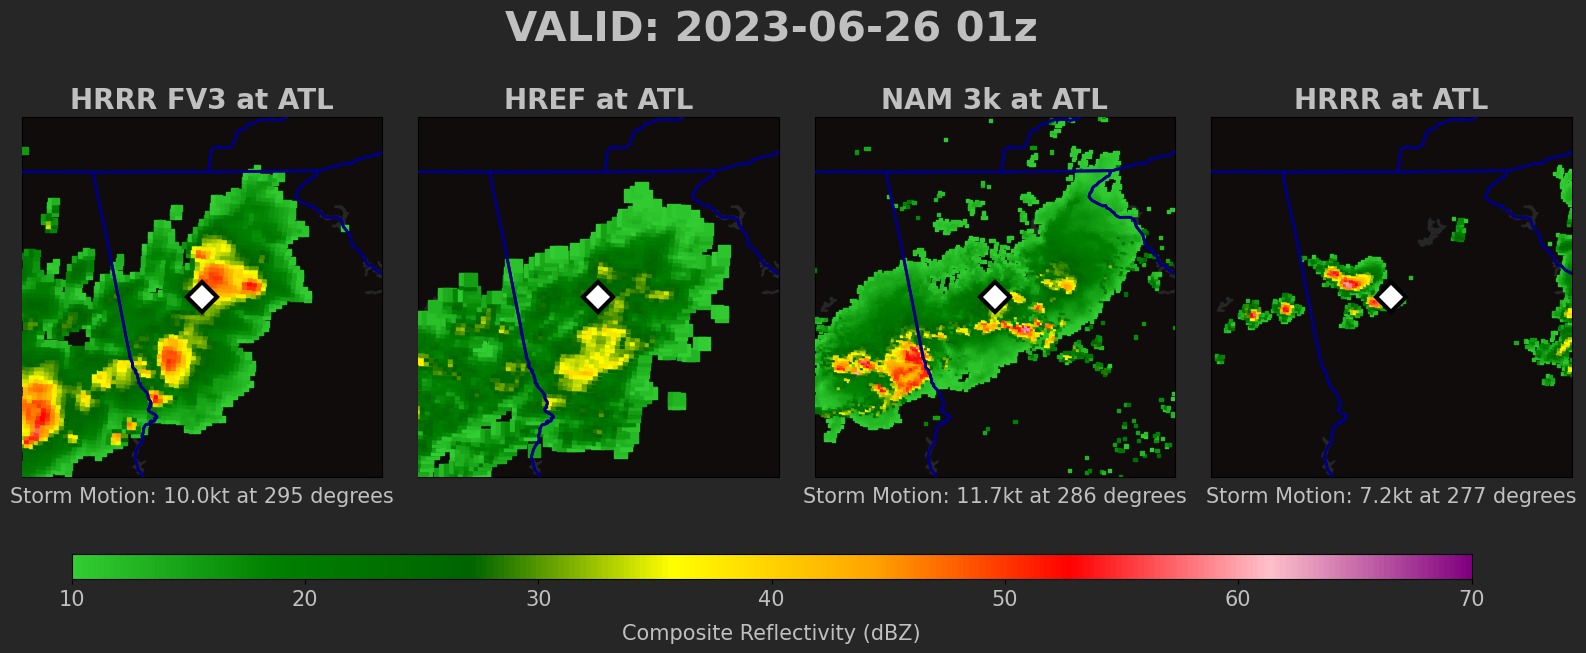 VALID: 2023-06-26 01z
HRRR FV3 at ATL
HREF at ATL
NAM 3k at ATL
HRRR at ATL
Storm Motion: 10.0kt at 295 degrees
Storm Motion: 11.7kt at 286 degrees
Storm Motion: 7.2kt at 277 degrees
10 20 30 40 50 60 70
Composite Reflectivity (dBZ)